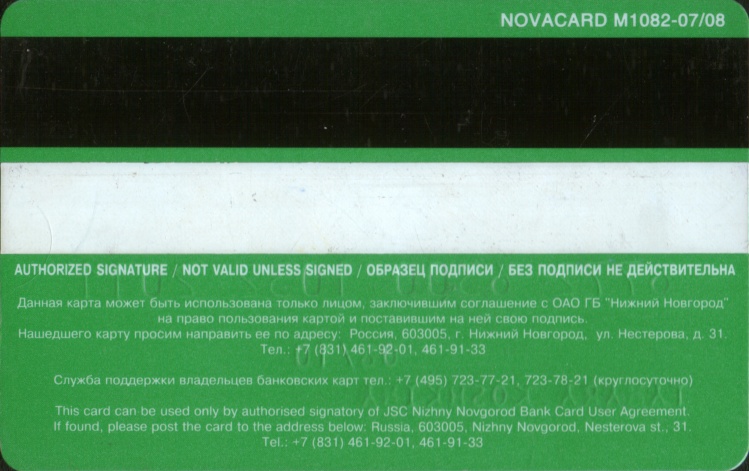 NOVACARD M1082-07/08
AUTHORIZED SIGNATURE / NOT VALID UNLESS SIGNED / ОБРАЗЕЦ ПОДПИСИ / БЕЗ ПОДПИСИ НЕ ДЕЙСТВИТЕЛЬНА
Данная карта может быть использована только лицом, заключившим соглашение с ОАО ГБ "Нижний Новгород"
на право пользования картой и поставившим на ней свою подпись.
Нашедшего карту просим направить ее по адресу: Россия, 603005, г. Нижний Новгород, ул. Нестерова, д. 31.
Тел.: +7 (831) 461-92-01, 461-91-33
Служба поддержки владельцев банковских карт тел.: +7 (495) 723-77-21, 723-78-21 (круглосуточно)
This card can be used only by authorised signatory of JSC Nizhny Novgorod Bank Card User Agreement.
If found, please post the card to the address below: Russia, 603005, Nizhny Novgorod, Nesterova st., 31.
Tel.: +7 (831) 461-92-01, 461-91-33